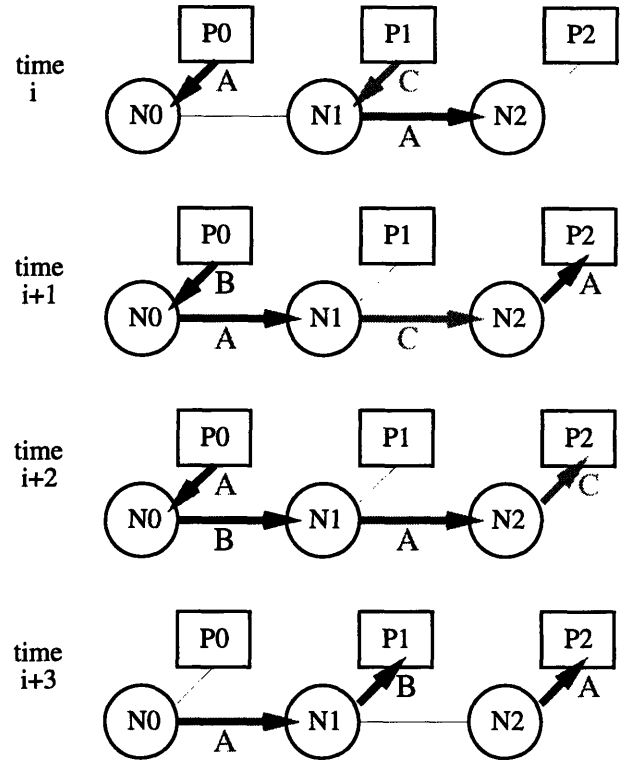 P0 P1 P2
time
i
A C
N0 N1 N2
A
P0 P1 P2
time
i+1
B A
N0 N1 N2
A C
P0 P1 P2
time
i+2
A C
N0 N1 N2
B A
P0 P1 P2
time
i+3
B A
N0 N1 N2
A